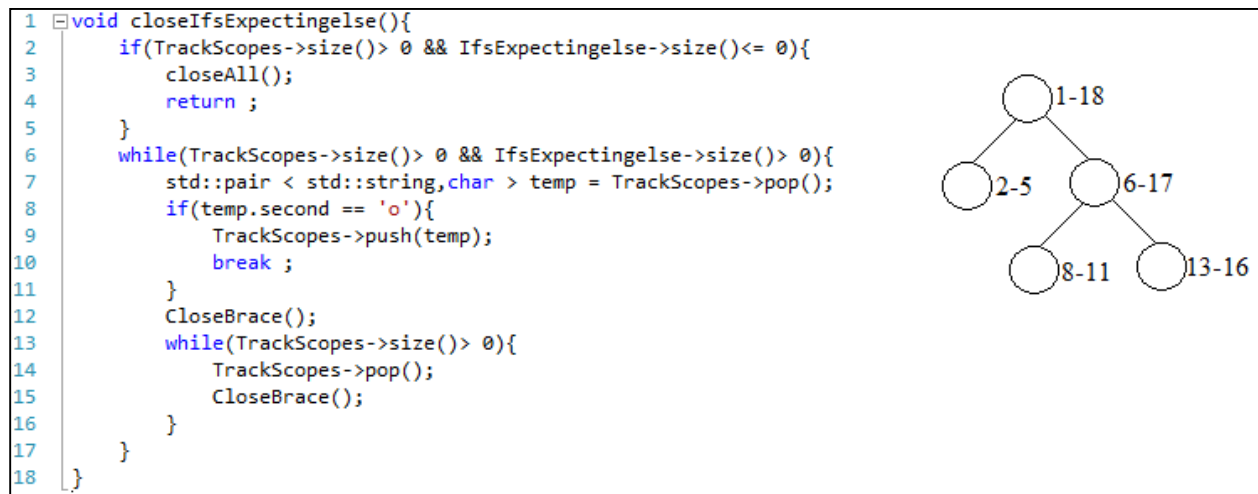 1 void closeIfsExpectingelse(){
2 if(TrackScopes->size()> 0 && IfsExpectingelse->size()<= 0){
3 closeAll();
4 return ;
5 }
6 while(TrackScopes->size()> 0 && IfsExpectingelse->size()> 0){
7 std::pair < std::string,char > temp = TrackScopes->pop();
8 if(temp.second == 'o'){
9 TrackScopes->push(temp);
10 break ;
11 }
12 CloseBrace();
13 while(TrackScopes->size()> 0){
14 TrackScopes->pop();
15 CloseBrace();
16 }
17 }
18 }
1-18
2-5
6-17
8-11
13-16